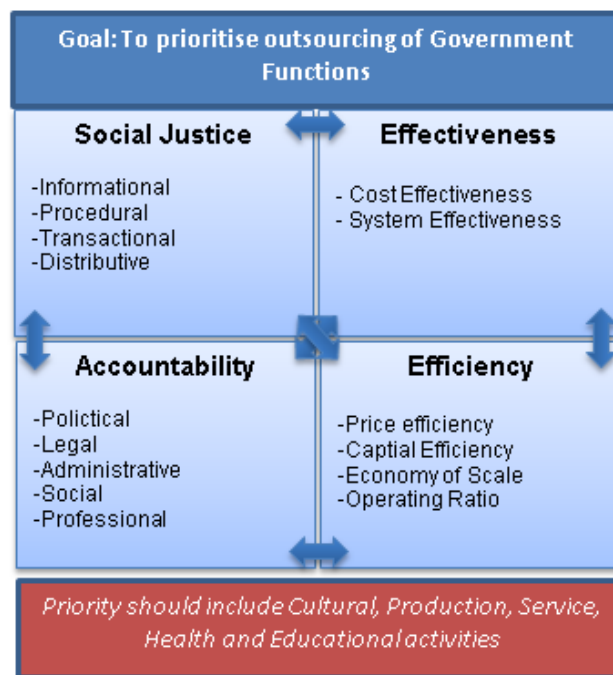 Goal: To prioritise outsourcing of Government
Functions
Social Justice
-Informational
-Procedural
-Transactional
-Distributive
Effectiveness
- Cost Effectiveness
- System Effectiveness
Accountability
-Polictical
-Legal
-Administrative
-Social
-Professional
Efficiency
-Price efficiency
-Captial Efficiency
-Economy of Scale
-Operating Ratio
Priority should include Cultural, Production, Service,
Health and Educational activities